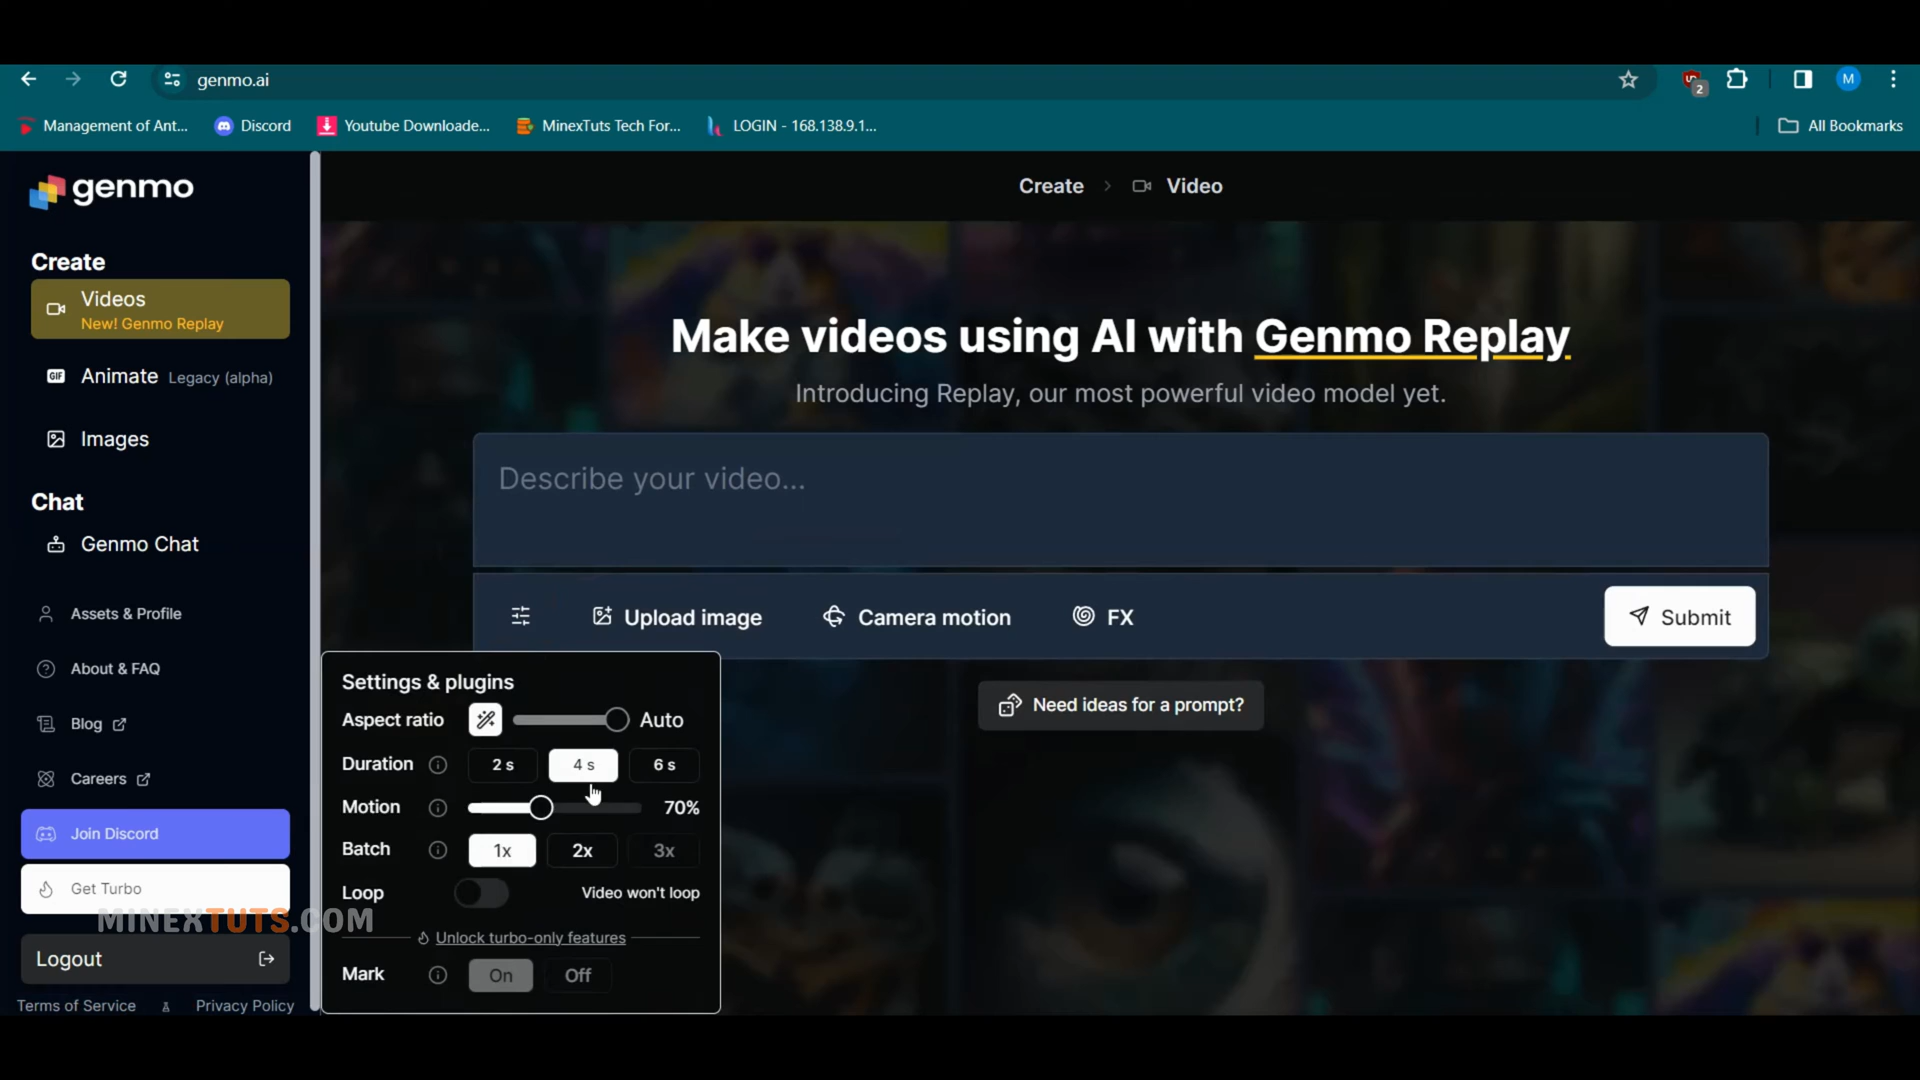 genmo.ai
2
M
Management of Ant...
Discord
Youtube Downloade...
MinexTuts Tech For...
LOGIN - 168.138.9.1...
All Bookmarks
genmo
Create
Videos
New! Genmo Replay
GIF
Animate Legacy (alpha)
Images
Chat
Genmo Chat
Assets & Profile
About & FAQ
Blog
Careers
Join Discord
Get Turbo
MINEXTUTS.COM
Logout
Terms of Service
Privacy Policy
Create > Video
Make videos using AI with Genmo Replay
Introducing Replay, our most powerful video model yet.
Describe your video...
Upload image
Camera motion
FX
Submit
Need ideas for a prompt?
Settings & plugins
Aspect ratio Auto
Duration 2 s 4 s 6 s
Motion 70%
Batch 1x 2x 3x
Loop Video won't loop
Unlock turbo-only features
Mark On Off